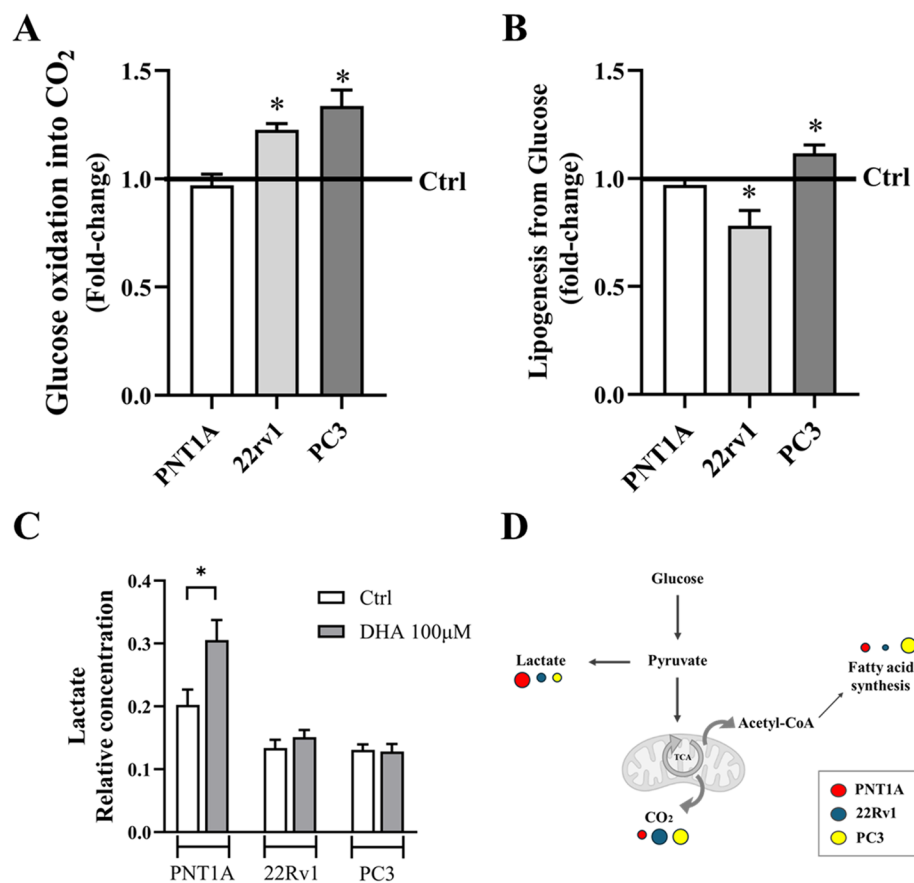 A
Glucose oxidation into CO₂
(Fold-change)
1.5
1.0
0.5
0.0
*
*
Ctrl
PNT1A
22rv1
PC3
B
Lipogenesis from Glucose
(fold-change)
1.5
1.0
0.5
0.0
*
*
Ctrl
PNT1A
22rv1
PC3
C
Lactate
Relative concentration
0.4
0.3
0.2
0.1
0.0
*
Ctrl
DHA 100μM
PNT1A
22Rv1
PC3
D
Glucose
Lactate
Pyruvate
Fatty acid
synthesis
Acetyl-CoA
TCA
CO₂
PNT1A
22Rv1
PC3